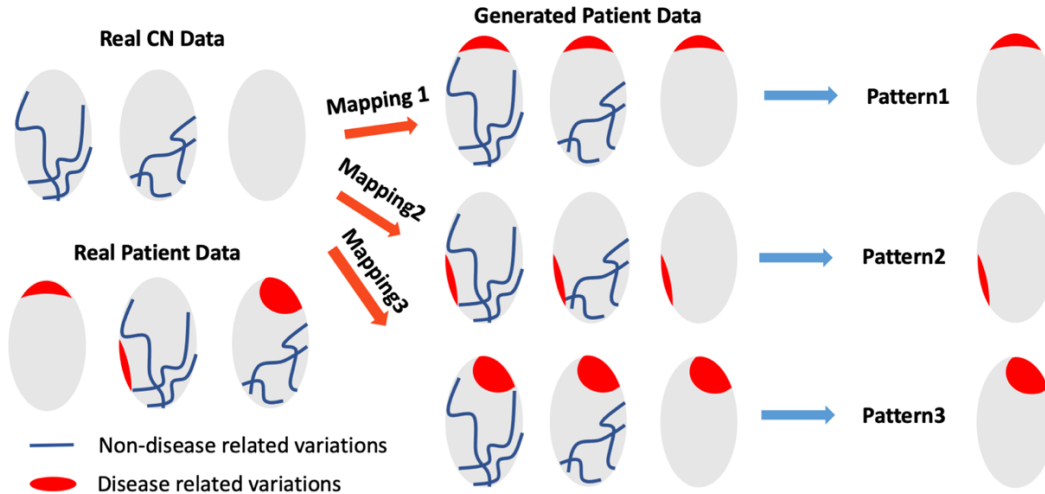 Generated Patient Data
Real CN Data
Mapping 1
Pattern1
Mapping2
Pattern2
Mapping3
Real Patient Data
Pattern3
Non-disease related variations
Disease related variations